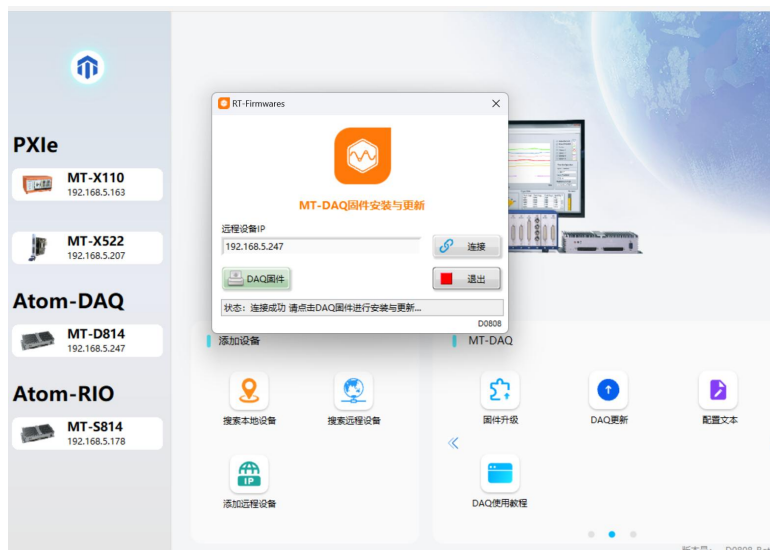 PXIe
MT-X110
192.168.5.163
MT-X522
192.168.5.207
Atom-DAQ
MT-D814
192.168.5.247
Atom-RIO
MT-S814
192.168.5.178
RT-Firmwares
MT-DAQ固件安装与更新
远程设备IP
192.168.5.247
连接
DAQ固件
退出
状态：连接成功 请点击DAQ固件进行安装与更新...
D0808
添加设备
搜索本地设备
搜索远程设备
IP
添加远程设备
MT-DAQ
固件升级
DAQ更新
配置文本
DAQ使用教程